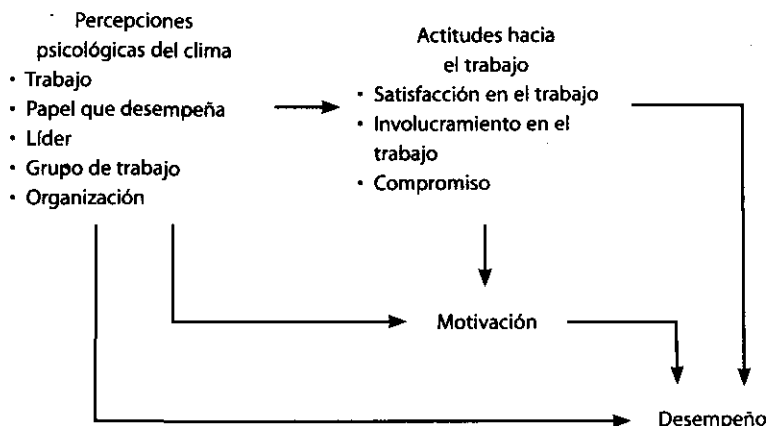 Percepciones
psicológicas del clima
• Trabajo
• Papel que desempeña
• Líder
• Grupo de trabajo
• Organización
Actitudes hacia
el trabajo
• Satisfacción en el trabajo
• Involucramiento en el
trabajo
• Compromiso
Motivación
Desempeño